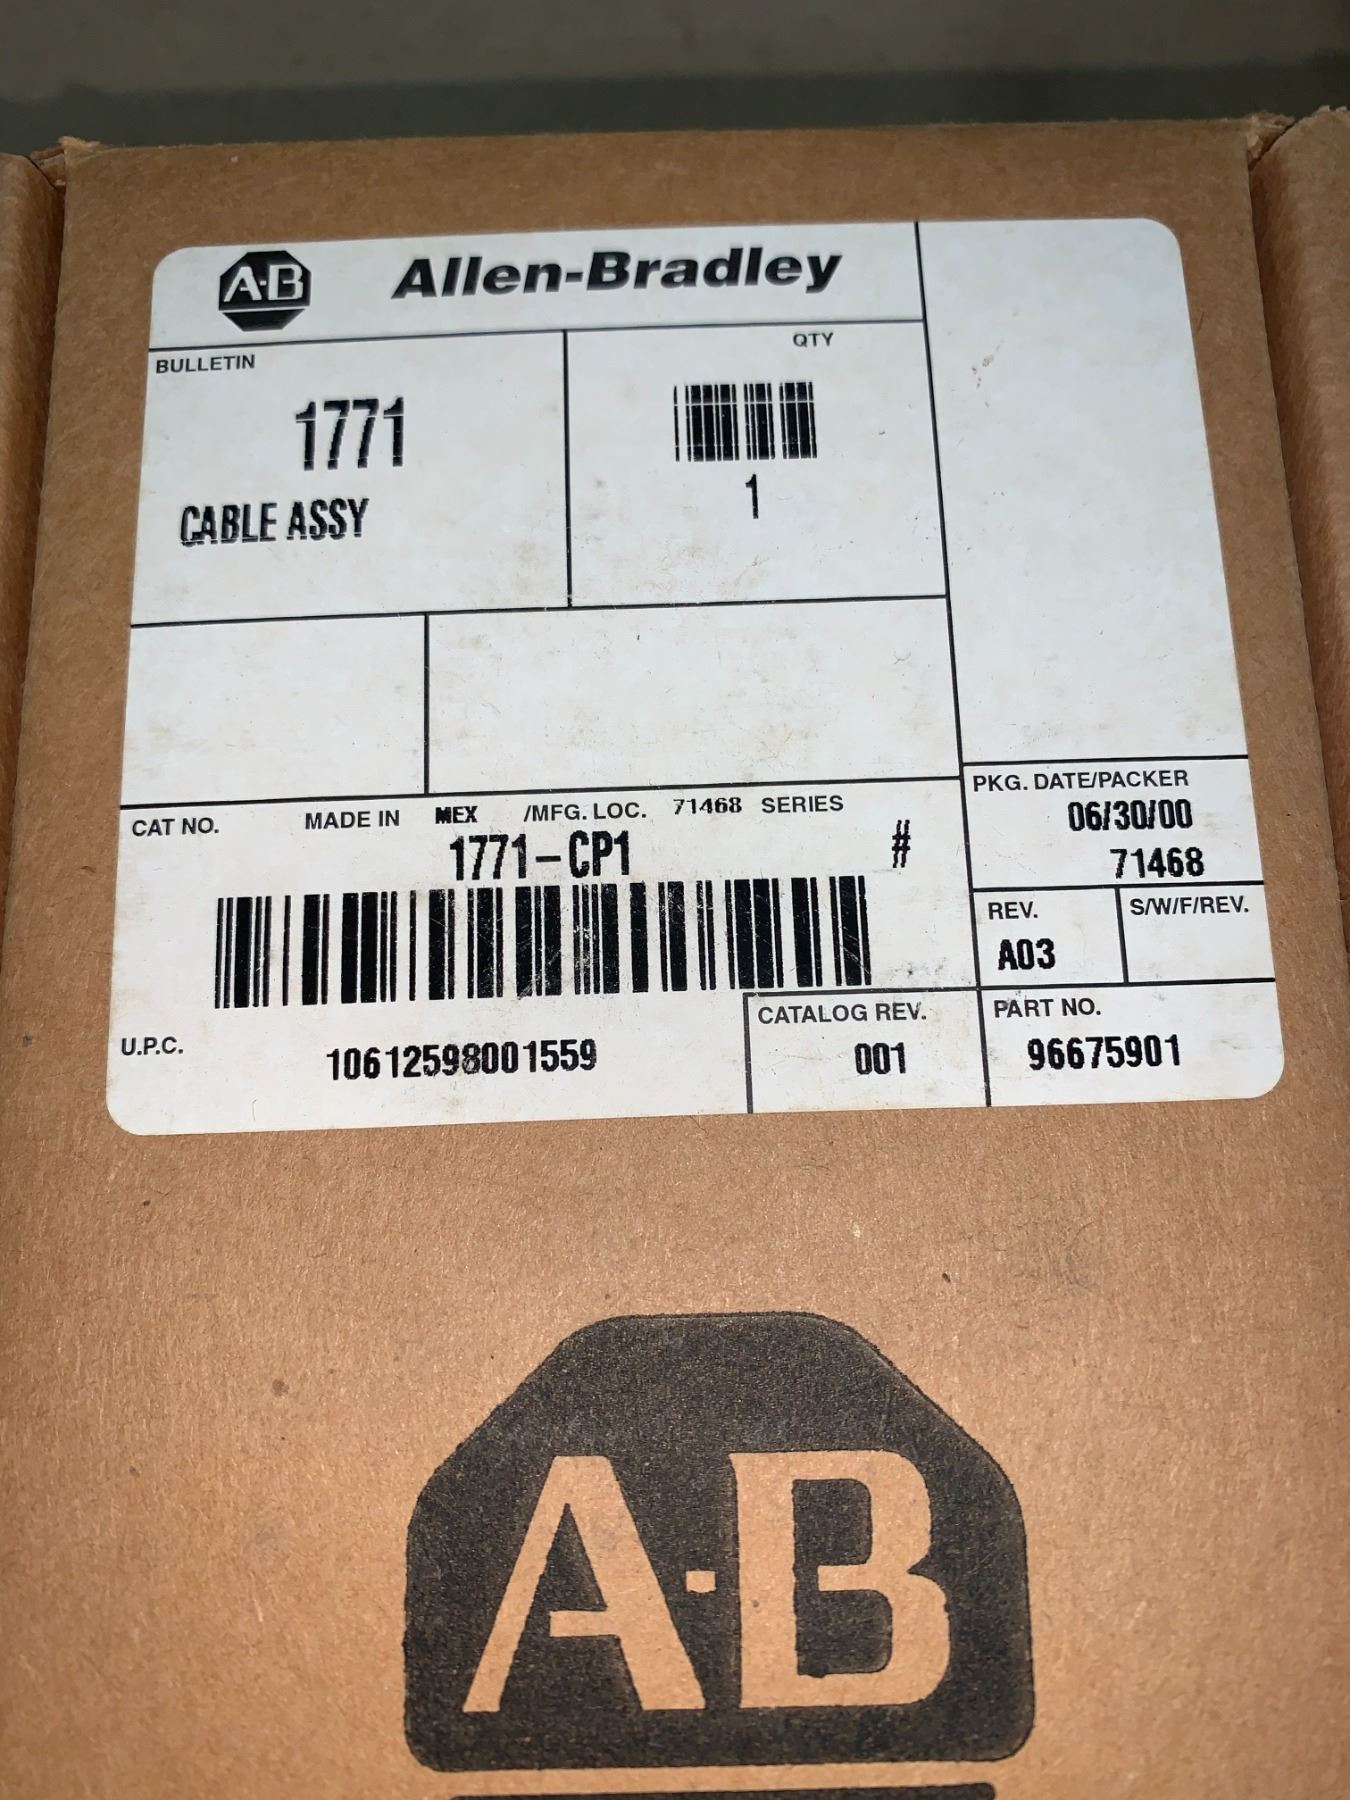 A·B Allen-Bradley
BULLETIN
1771
CABLE ASSY
QTY
1
CAT NO. MADE IN MEX /MFG. LOC. 71468 SERIES
1771-CP1 #
U.P.C. 10612598001559
PKG. DATE/PACKER
06/30/00
71468
REV.
A03
S/W/F/REV.
CATALOG REV.
001
PART NO.
96675901
A·B